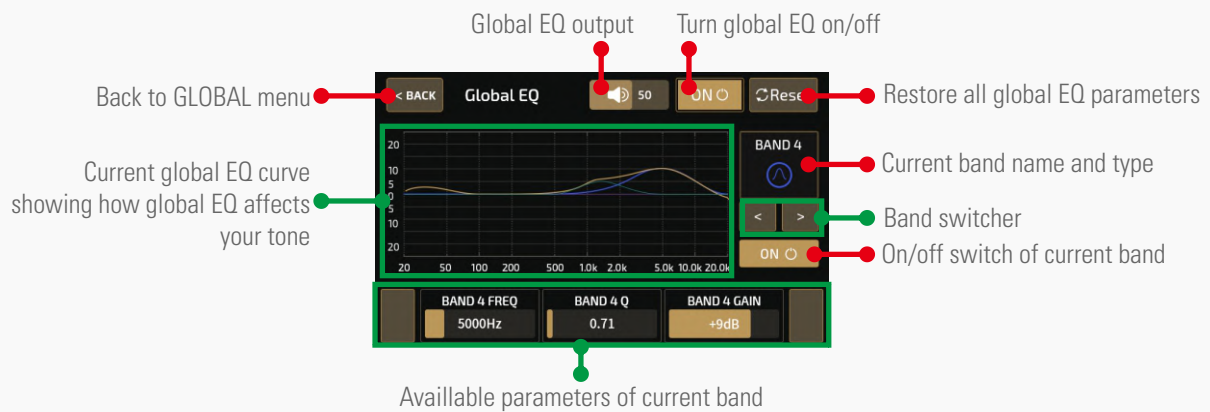 Global EQ output
Turn global EQ on/off
Back to GLOBAL menu
< BACK
Global EQ
50
ON
Reset
Restore all global EQ parameters
Current global EQ curve
showing how global EQ affects
your tone
20
10
5
0
5
10
20
20 50 100 200 500 1.0k 2.0k 5.0k 10.0k 20.0k
BAND 4
Current band name and type
< >
Band switcher
ON
On/off switch of current band
BAND 4 FREQ
5000Hz
BAND 4 Q
0.71
BAND 4 GAIN
+9dB
Availlable parameters of current band